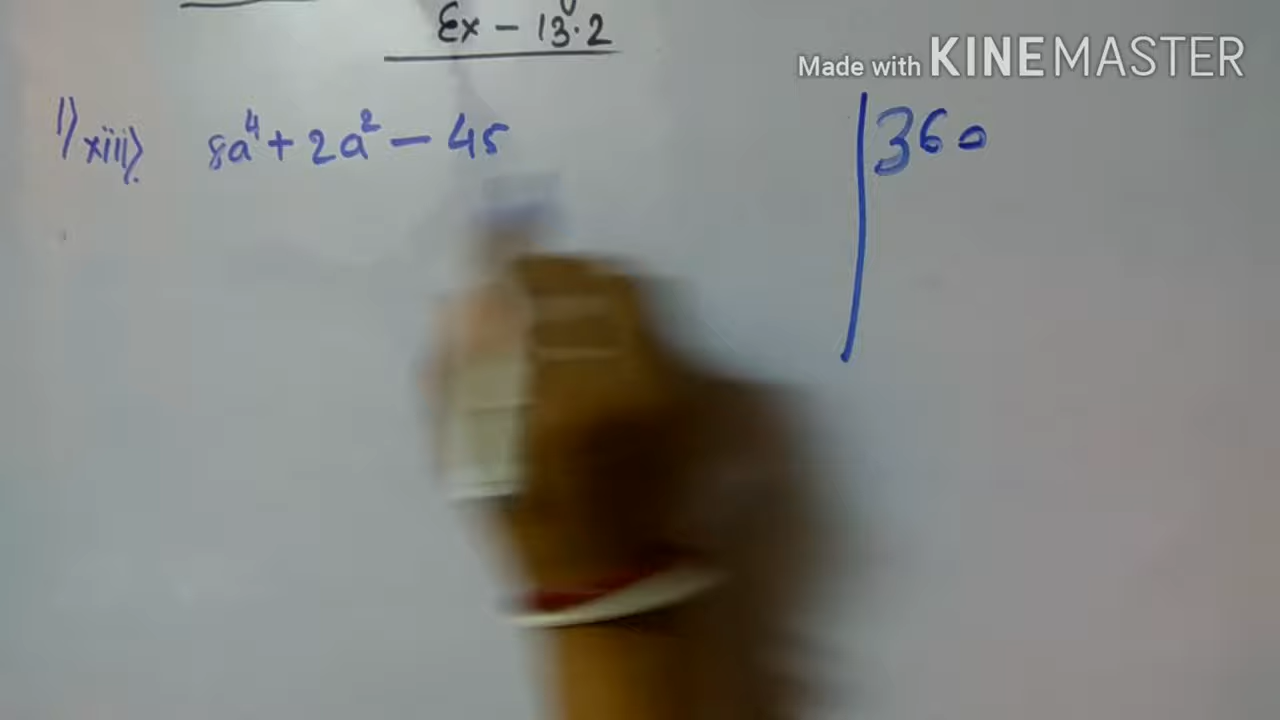 Ex - 13.2
Made with KINEMASTER
1) xiii) 8a⁴ + 2a² - 45
360